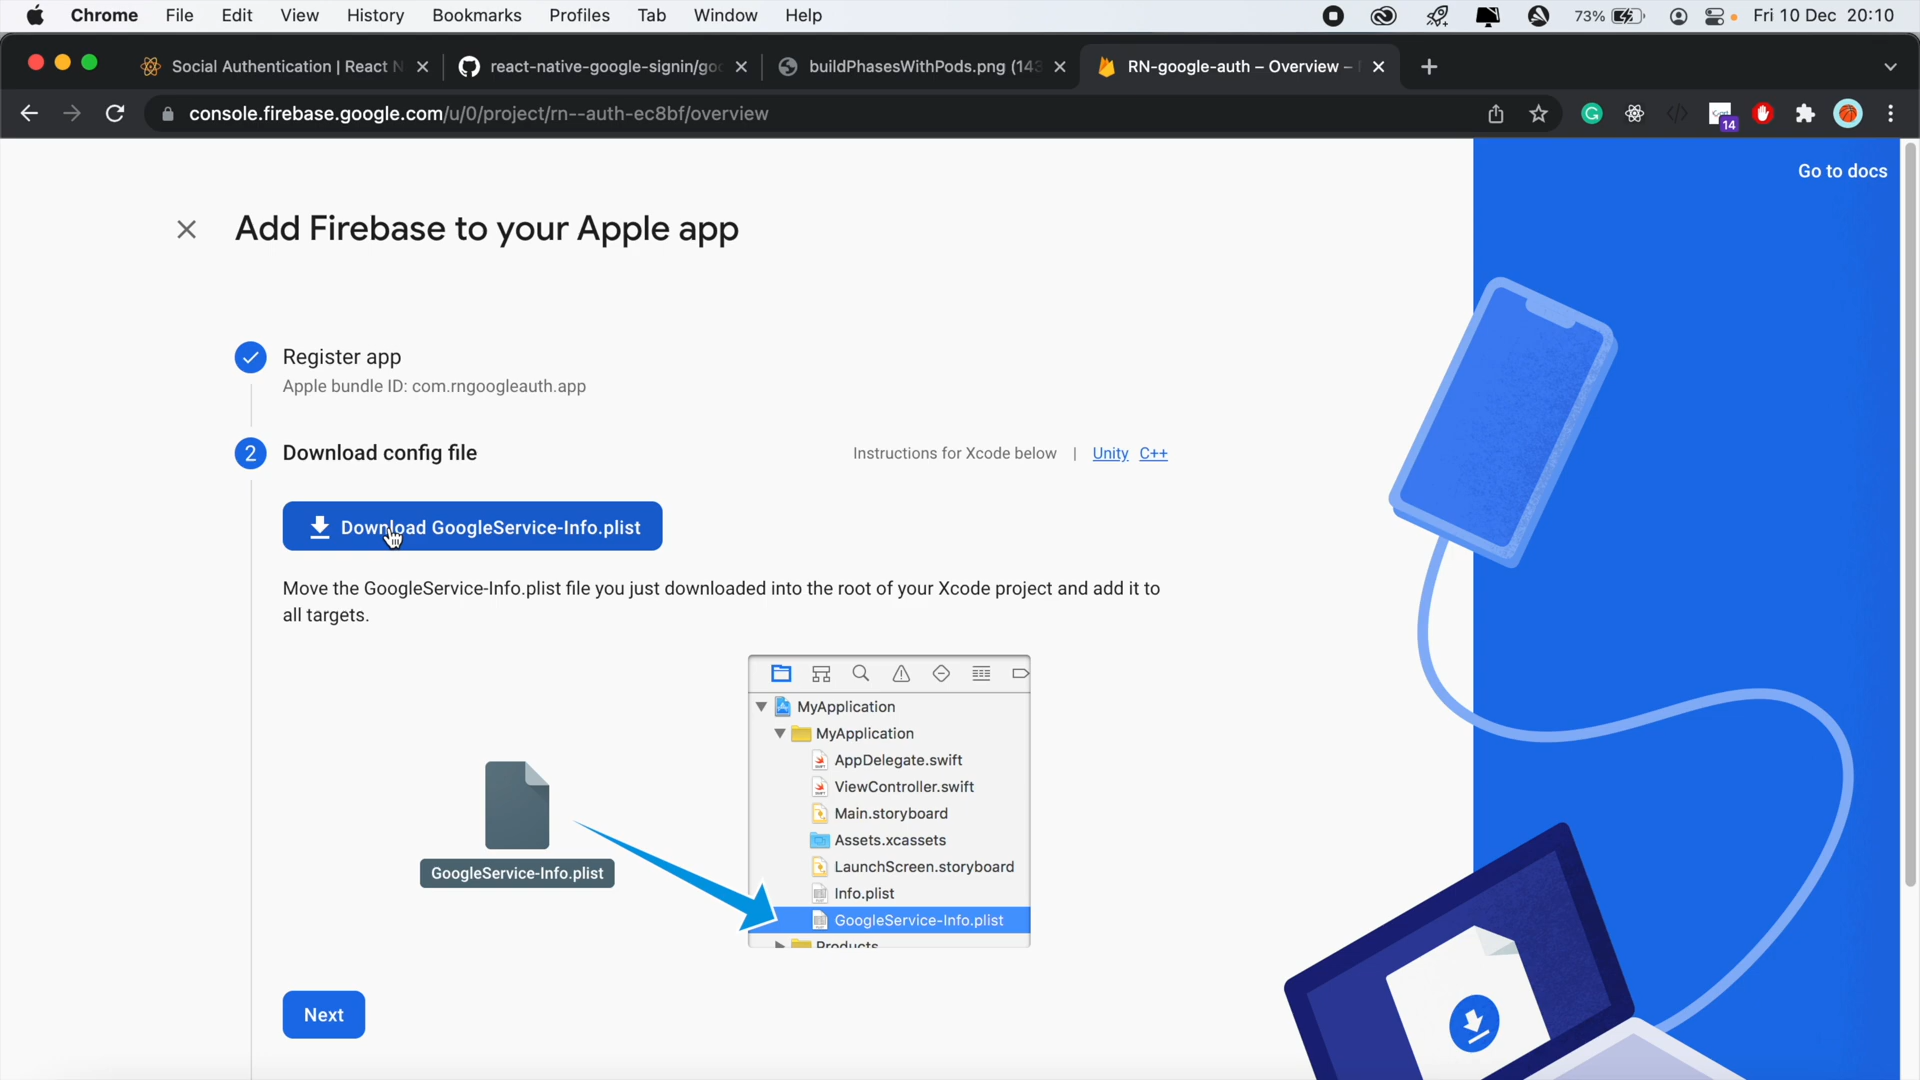 Chrome File Edit View History Bookmarks Profiles Tab Window Help 73% Fri 10 Dec 20:10
Social Authentication | React N
react-native-google-signin/goo
buildPhasesWithPods.png (143
RN-google-auth – Overview –
console.firebase.google.com/u/0/project/rn--auth-ec8bf/overview
14
Go to docs
Add Firebase to your Apple app
Register app
Apple bundle ID: com.rngoogleauth.app
2 Download config file
Instructions for Xcode below | Unity C++
Download GoogleService-Info.plist
Move the GoogleService-Info.plist file you just downloaded into the root of your Xcode project and add it to
all targets.
MyApplication
MyApplication
AppDelegate.swift
ViewController.swift
Main.storyboard
Assets.xcassets
LaunchScreen.storyboard
Info.plist
GoogleService-Info.plist
Products
GoogleService-Info.plist
Next